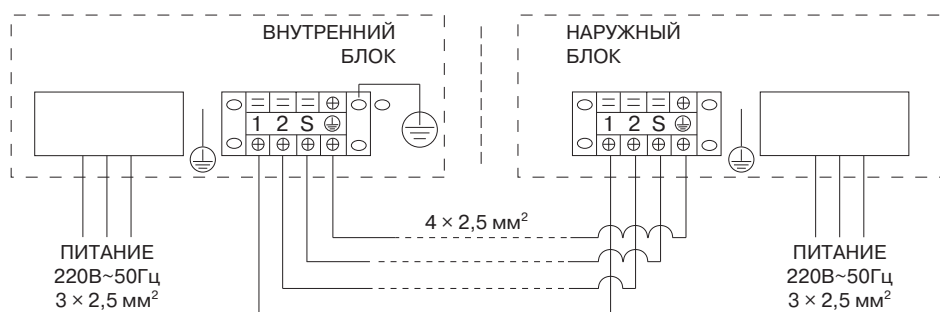 ВНУТРЕННИЙ
БЛОК
НАРУЖНЫЙ
БЛОК
1 2 S
1 2 S
4 × 2,5 мм²
ПИТАНИЕ
220В~50Гц
3 × 2,5 мм²
ПИТАНИЕ
220В~50Гц
3 × 2,5 мм²